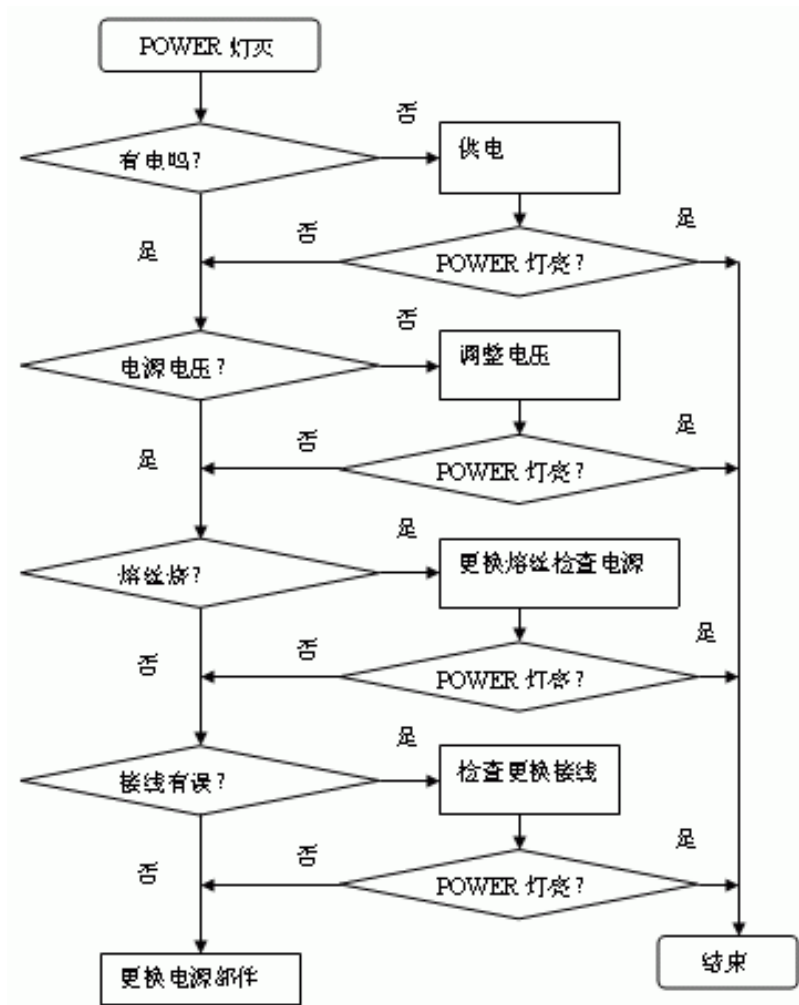 POWER 灯灭
否
有电吗?
供电
是
否
是
POWER 灯亮?
否
电源电压?
调整电压
是
否
是
POWER 灯亮?
是
熔丝烧?
更换熔丝检查电源
否
否
是
POWER 灯亮?
是
接线有误?
检查更换接线
否
否
是
POWER 灯亮?
更换电源部件
结束